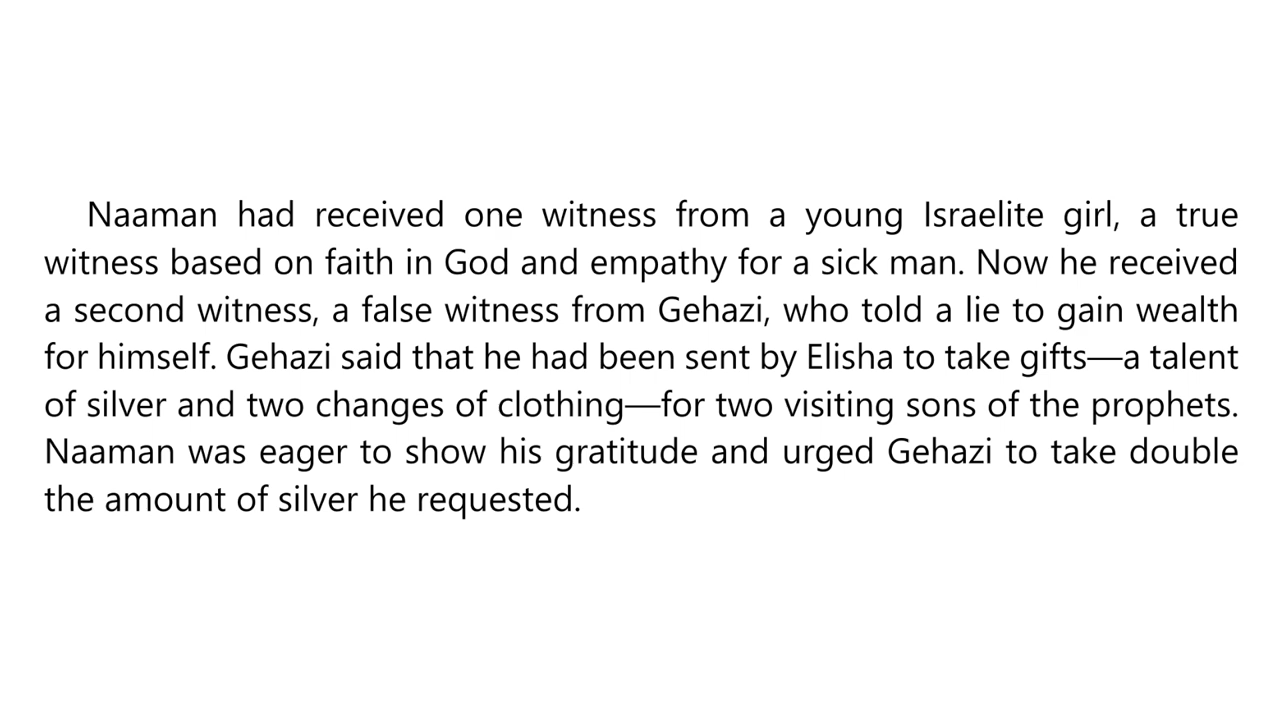 Naaman had received one witness from a young Israelite girl, a true
witness based on faith in God and empathy for a sick man. Now he received
a second witness, a false witness from Gehazi, who told a lie to gain wealth
for himself. Gehazi said that he had been sent by Elisha to take gifts—a talent
of silver and two changes of clothing—for two visiting sons of the prophets.
Naaman was eager to show his gratitude and urged Gehazi to take double
the amount of silver he requested.